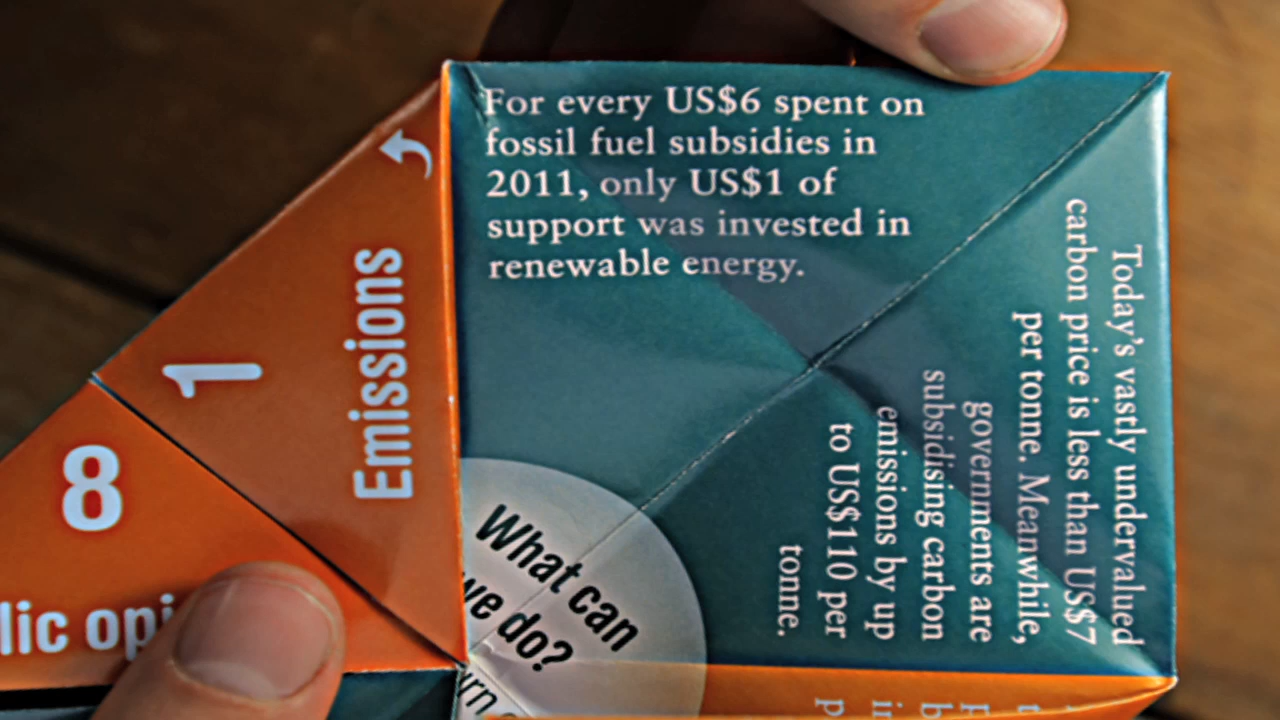 For every US$6 spent on
fossil fuel subsidies in
2011, only US$1 of
support was invested in
renewable energy.
Today's vastly undervalued
carbon price is less than US$7
per tonne. Meanwhile,
governments are
subsidising carbon
emissions by up
to US$110 per
tonne.
1
Emissions
8
What can
we do?